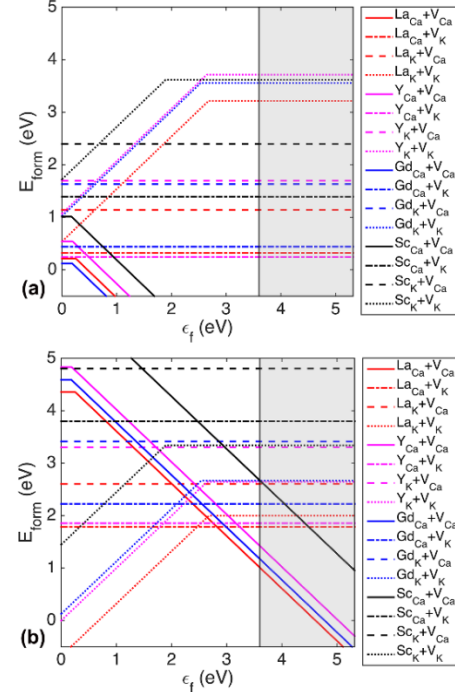 (a)
5
4
3
2
1
0
E_form (eV)
0 1 2 3 4 5
ϵ_f (eV)
La_Ca+V_Ca
La_Ca+V_K
La_K+V_Ca
La_K+V_K
Y_Ca+V_Ca
Y_Ca+V_K
Y_K+V_Ca
Y_K+V_K
Gd_Ca+V_Ca
Gd_Ca+V_K
Gd_K+V_Ca
Gd_K+V_K
Sc_Ca+V_Ca
Sc_Ca+V_K
Sc_K+V_Ca
Sc_K+V_K
(b)
5
4
3
2
1
0
E_form (eV)
0 1 2 3 4 5
ϵ_f (eV)
La_Ca+V_Ca
La_Ca+V_K
La_K+V_Ca
La_K+V_K
Y_Ca+V_Ca
Y_Ca+V_K
Y_K+V_Ca
Y_K+V_K
Gd_Ca+V_Ca
Gd_Ca+V_K
Gd_K+V_Ca
Gd_K+V_K
Sc_Ca+V_Ca
Sc_Ca+V_K
Sc_K+V_Ca
Sc_K+V_K